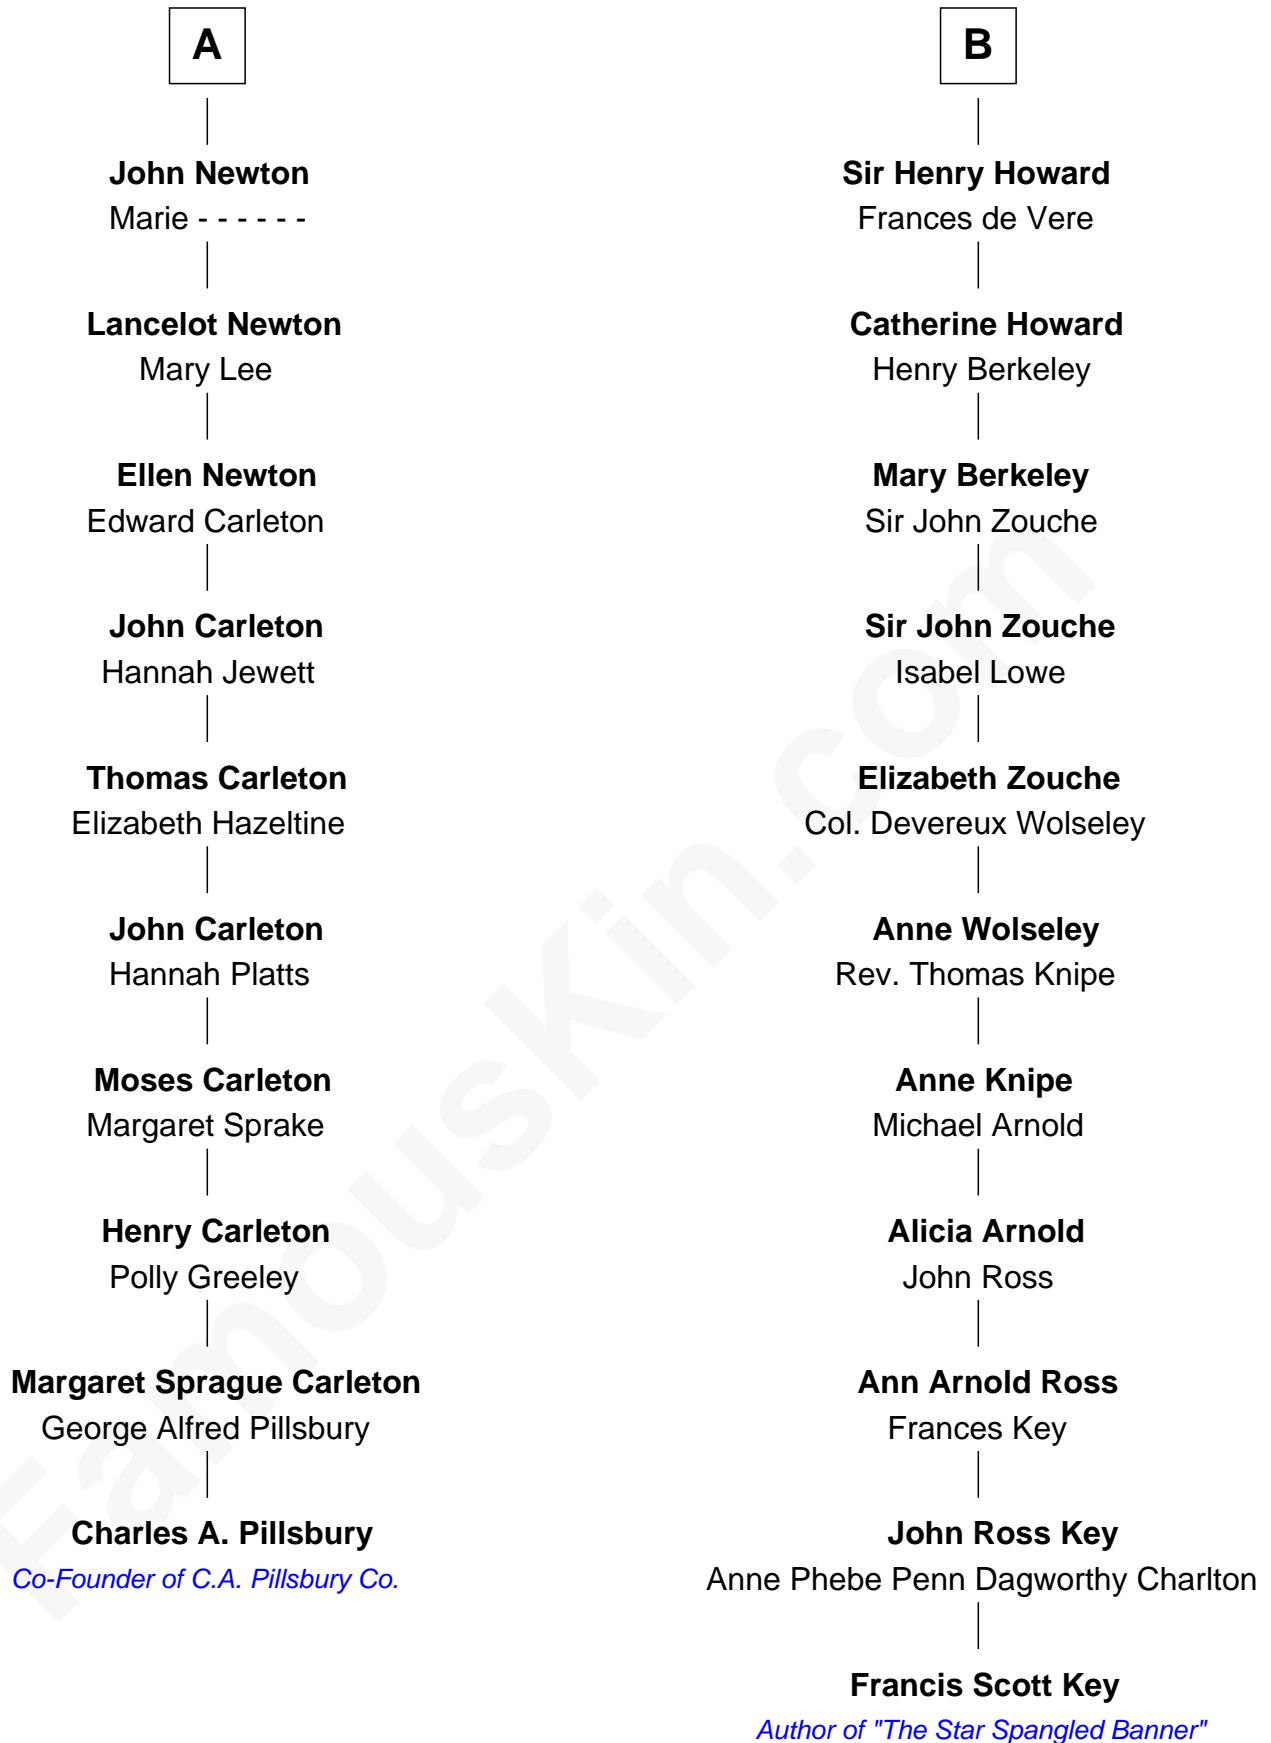 A
John Newton
Marie - - - - - -
Lancelot Newton
Mary Lee
Ellen Newton
Edward Carleton
John Carleton
Hannah Jewett
Thomas Carleton
Elizabeth Hazeltine
John Carleton
Hannah Platts
Moses Carleton
Margaret Sprake
Henry Carleton
Polly Greeley
Margaret Sprague Carleton
George Alfred Pillsbury
Charles A. Pillsbury
Co-Founder of C.A. Pillsbury Co.
B
Sir Henry Howard
Frances de Vere
Catherine Howard
Henry Berkeley
Mary Berkeley
Sir John Zouche
Sir John Zouche
Isabel Lowe
Elizabeth Zouche
Col. Devereux Wolseley
Anne Wolseley
Rev. Thomas Knipe
Anne Knipe
Michael Arnold
Alicia Arnold
John Ross
Ann Arnold Ross
Frances Key
John Ross Key
Anne Phebe Penn Dagworthy Charlton
Francis Scott Key
Author of "The Star Spangled Banner"
FamousKin.com